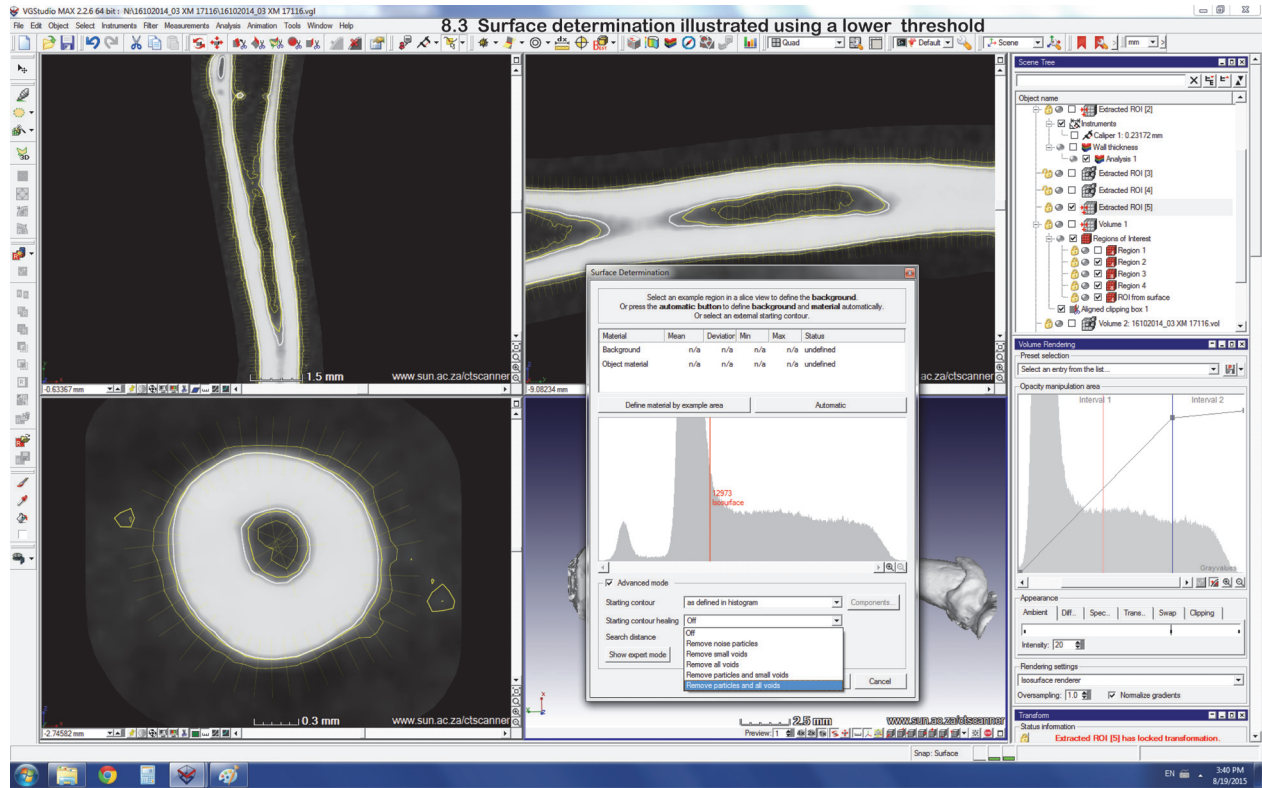 VGStudio MAX 2.2.6 64 bit : N:\16102014_03 XM 17116\16102014_03 XM 17116.vgl
File Edit Object Select Instruments Filter Measurements Analysis Animation Tools Window Help
8.3 Surface determination illustrated using a lower threshold
Quad
Default
Scene
mm
Scene Tree
Object name
Extracted ROI [2]
Instruments
Caliper 1: 0.23172 mm
Wall thickness
Analysis 1
Extracted ROI [3]
Extracted ROI [4]
Extracted ROI [5]
Volume 1
Regions of Interest
Region 1
Region 2
Region 3
Region 4
ROI from surface
Aligned clipping box 1
Volume 2: 16102014_03 XM 17116.vol
3D
1.5 mm
www.sun.ac.za/ctscanner
-0.63367 mm
ac.za/ctscanner
-9.08234 mm
Surface Determination
Select an example region in a slice view to define the background.
Or press the automatic button to define background and material automatically.
Or select an external starting contour.
Material Mean Deviation Min Max Status
Background n/a n/a n/a n/a undefined
Object material n/a n/a n/a n/a undefined
Define material by example area
Automatic
12973
Isosurface
Advanced mode
Starting contour as defined in histogram Components...
Starting contour healing Off
Off
Search distance
Remove noise particles
Remove small voids
Show expert mode
Remove all voids
Remove particles and small voids
Remove particles and all voids
Cancel
Volume Rendering
Preset selection
Select an entry from the list...
Opacity manipulation area
Interval 1 Interval 2
Grayvalues
Appearance
Ambient Diff.. Spec.. Trans.. Swap Clipping
Intensity: 20
Rendering settings
Isosurface renderer
Oversampling: 1.0 Normalize gradients
Transform
Status information
Extracted ROI [5] has locked transformation.
0.3 mm
www.sun.ac.za/ctscanner
-2.74582 mm
2.5 mm
www.sun.ac.za/ctscanner
Preview: 1
Snap: Surface
EN
3:40 PM
8/19/2015